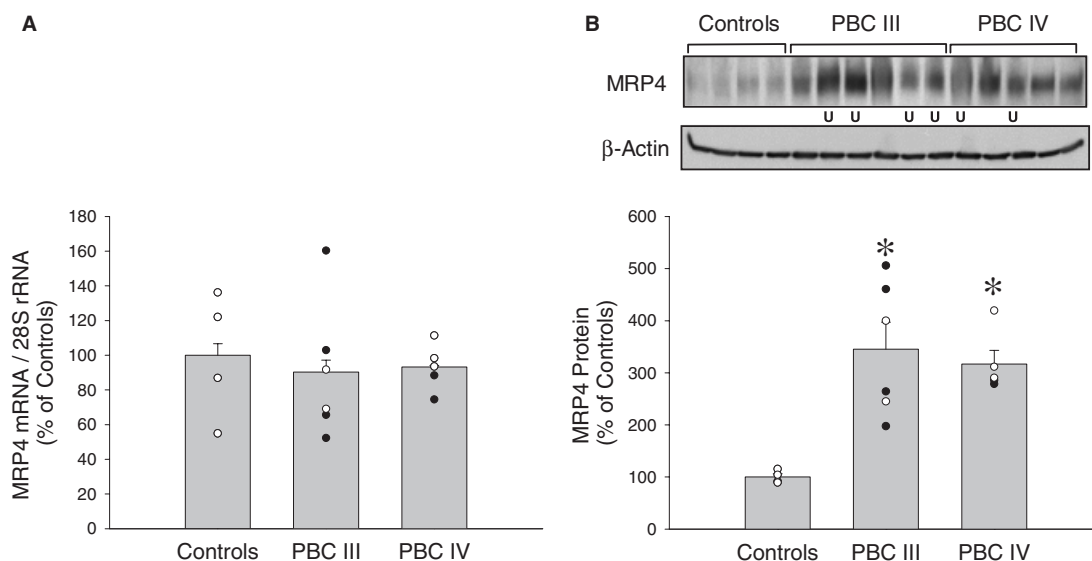 A
MRP4 mRNA / 28S rRNA
(% of Controls)
180
160
140
120
100
80
60
40
20
0
Controls PBC III PBC IV
B
Controls PBC III PBC IV
MRP4
U U U U U U
β-Actin
MRP4 Protein
(% of Controls)
600
500
400
300
200
100
0
* *
Controls PBC III PBC IV